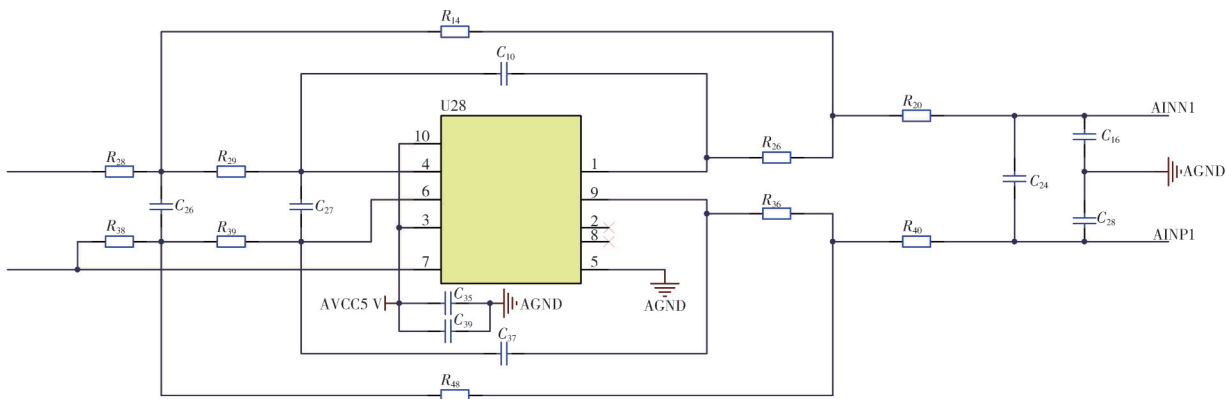 R14
C10
U28
R20
AINN1
10
R28
R29
4
1
R26
C16
6
9
C26
C27
C24
AGND
R38
R39
3
2
R36
C28
8
R40
AINP1
7
5
AVCC5 V
C35
AGND
AGND
C39
C37
R48